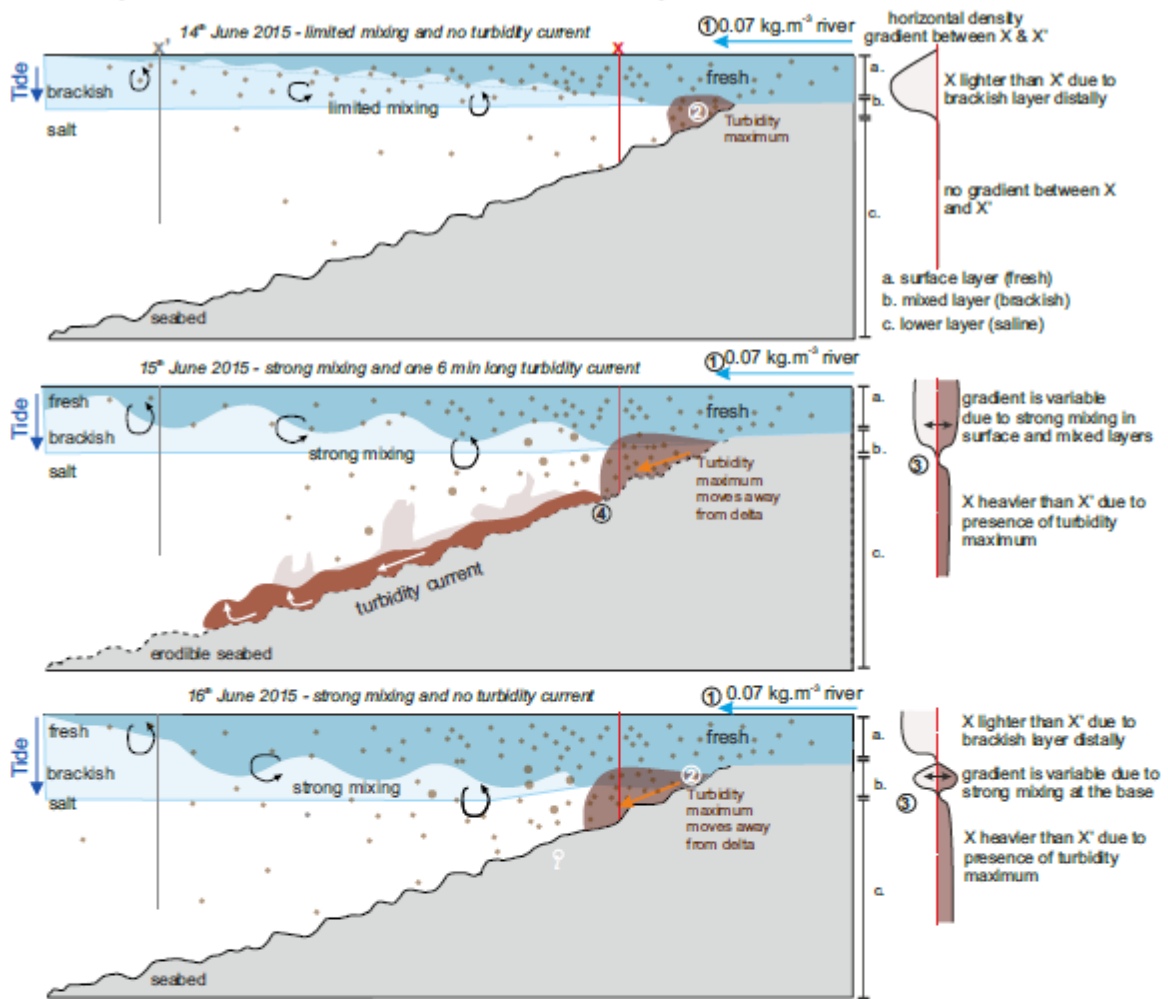 14th June 2015 - limited mixing and no turbidity current
① 0.07 kg.m-3 river
horizontal density
gradient between X & X'
X'
X
Tide
brackish
salt
limited mixing
fresh
②
Turbidity
maximum
seabed
a.
b.
c.
X lighter than X' due to
brackish layer distally
no gradient between X
and X'
a. surface layer (fresh)
b. mixed layer (brackish)
c. lower layer (saline)
15th June 2015 - strong mixing and one 6 min long turbidity current
① 0.07 kg.m-3 river
Tide
fresh
brackish
salt
strong mixing
fresh
Turbidity
maximum
moves away
from delta
④
turbidity current
erodible seabed
a.
b.
c.
gradient is variable
due to strong mixing in
surface and mixed layers
③
X heavier than X' due to
presence of turbidity
maximum
16th June 2015 - strong mixing and no turbidity current
① 0.07 kg.m-3 river
Tide
fresh
brackish
salt
strong mixing
fresh
②
Turbidity
maximum
moves away
from delta
?
seabed
a.
b.
c.
X lighter than X' due to
brackish layer distally
gradient is variable due to
strong mixing at the base
③
X heavier than X' due to
presence of turbidity
maximum